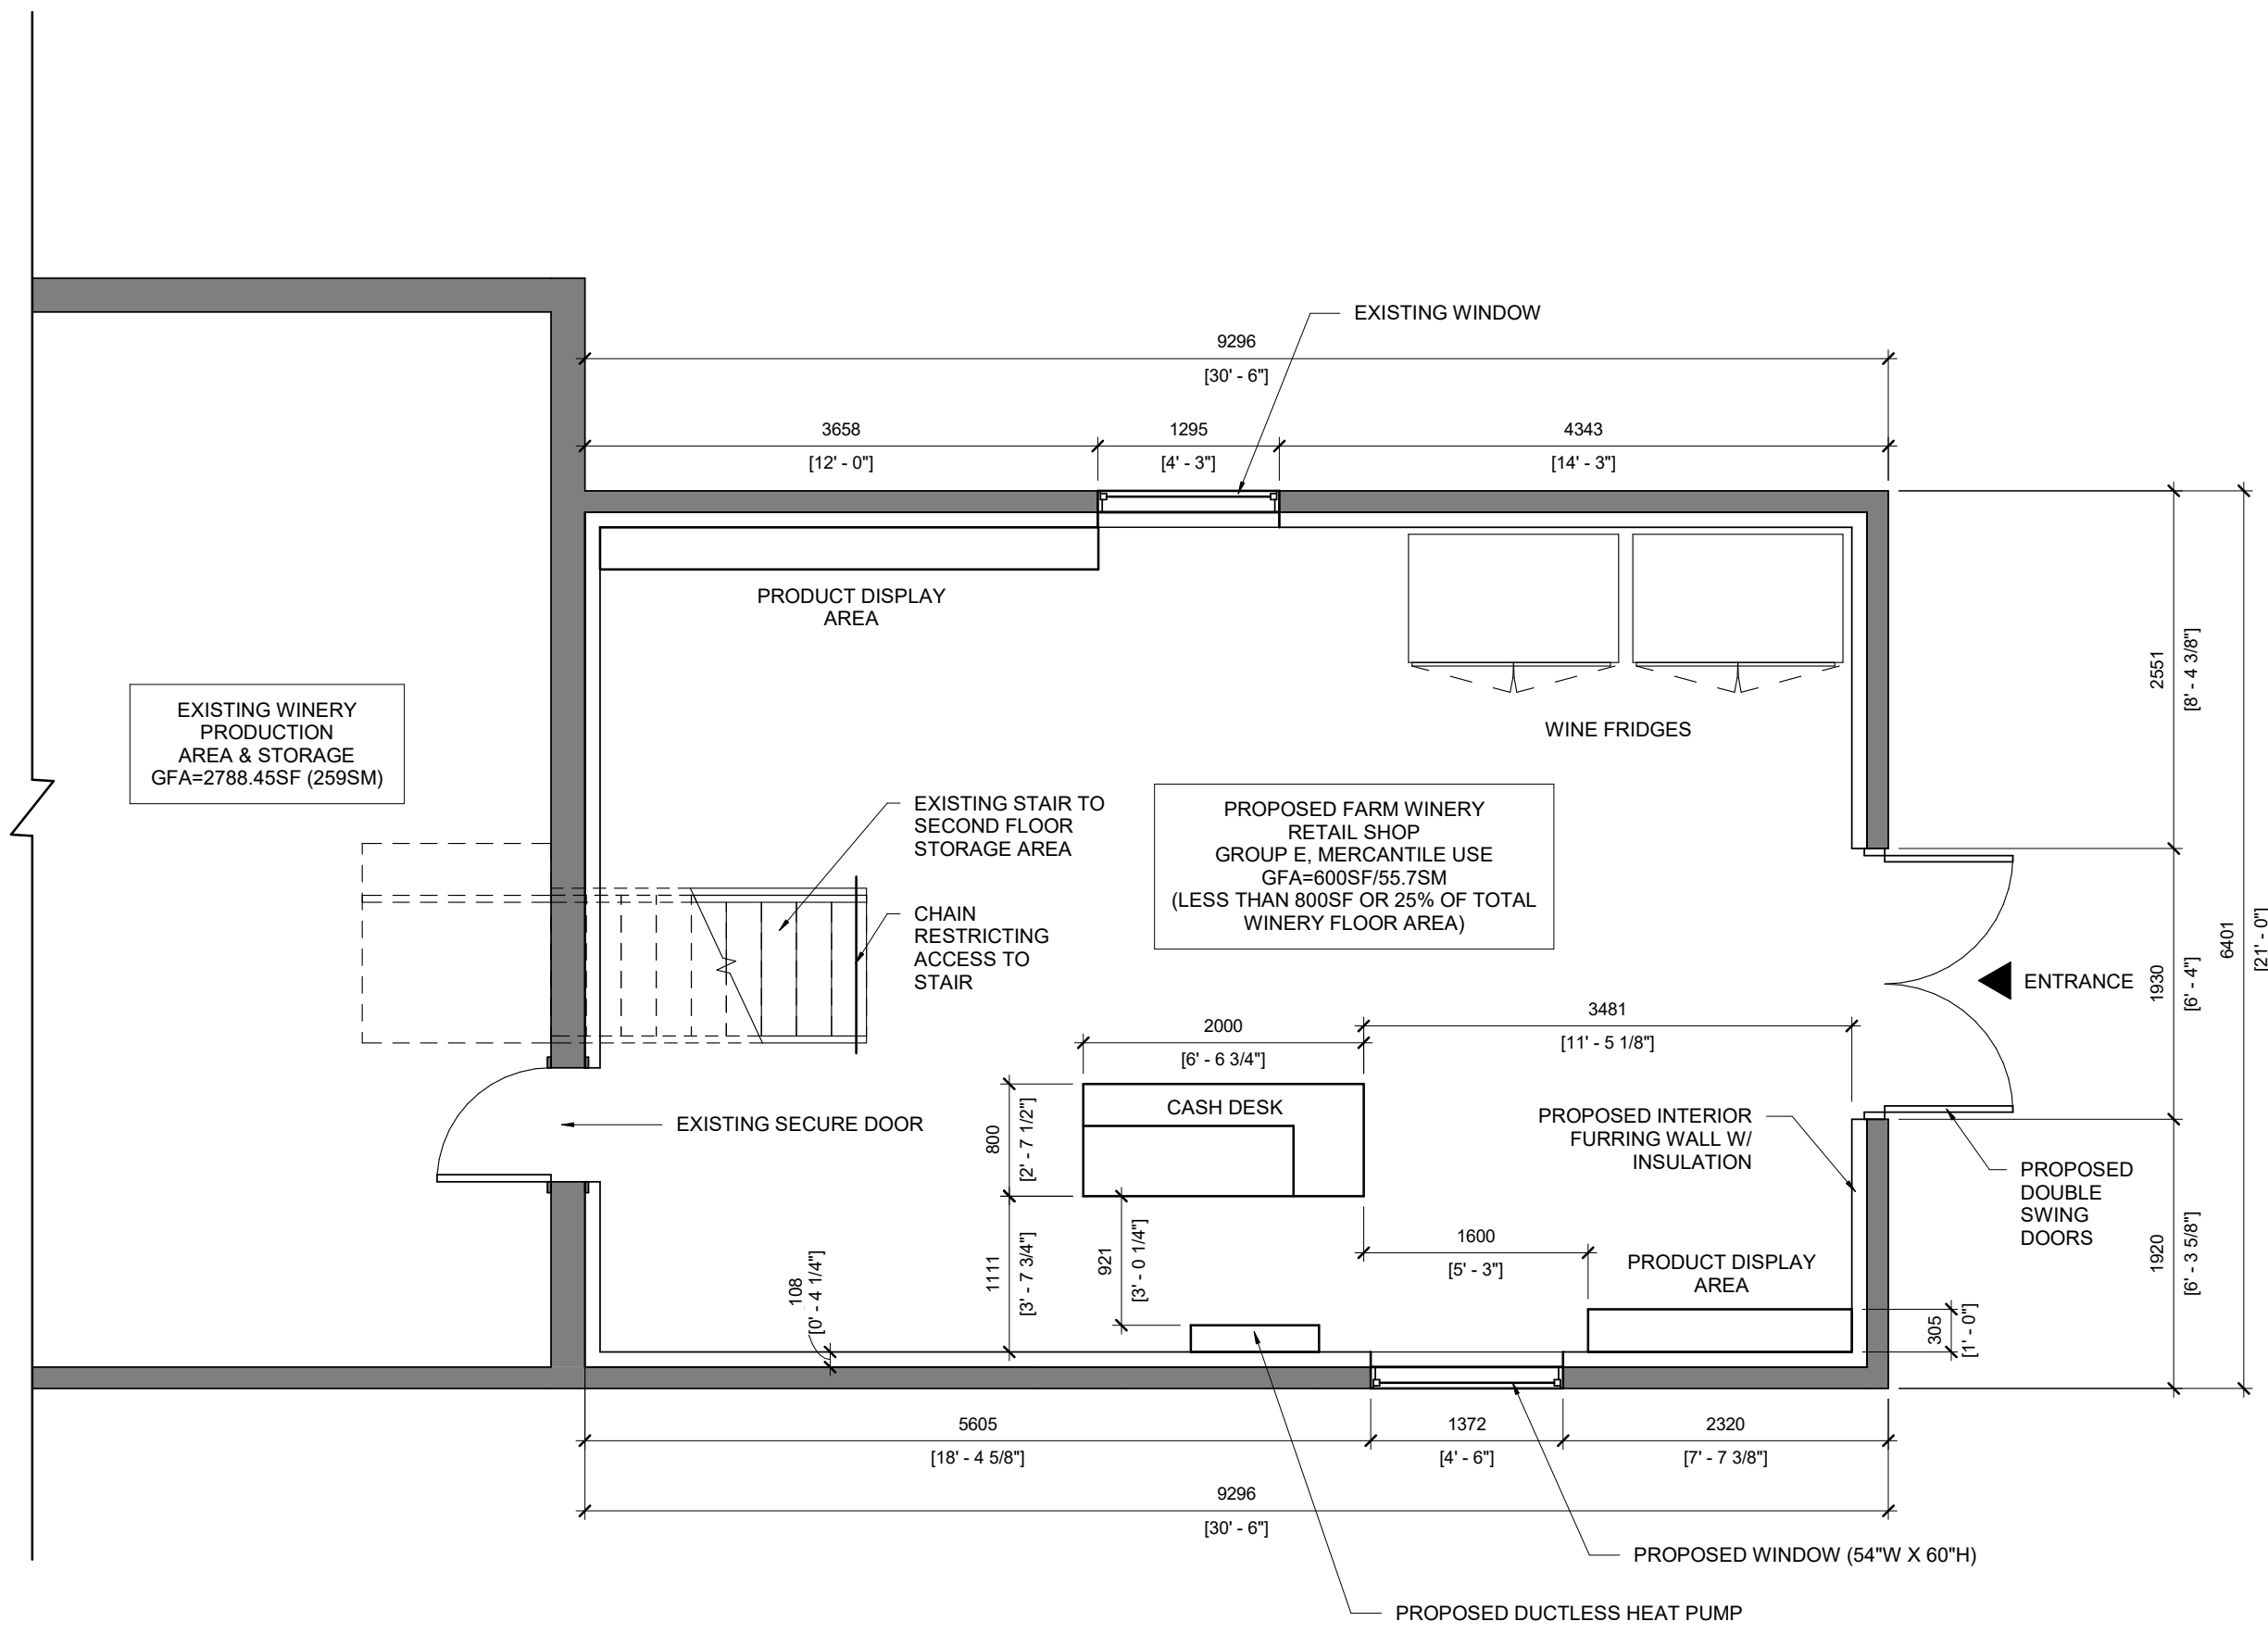 EXISTING WINDOW
9296
[30' - 6"]
3658
[12' - 0"]
1295
[4' - 3"]
4343
[14' - 3"]
PRODUCT DISPLAY
AREA
WINE FRIDGES
EXISTING WINERY
PRODUCTION
AREA & STORAGE
GFA=2788.45SF (259SM)
EXISTING STAIR TO
SECOND FLOOR
STORAGE AREA
CHAIN
RESTRICTING
ACCESS TO
STAIR
PROPOSED FARM WINERY
RETAIL SHOP
GROUP E, MERCANTILE USE
GFA=600SF/55.7SM
(LESS THAN 800SF OR 25% OF TOTAL
WINERY FLOOR AREA)
2551
[8' - 4 3/8"]
1930
[6' - 4"]
6401
[21' - 0"]
ENTRANCE
3481
[11' - 5 1/8"]
2000
[6' - 6 3/4"]
CASH DESK
800
[2' - 7 1/2"]
EXISTING SECURE DOOR
PROPOSED INTERIOR
FURRING WALL W/
INSULATION
PROPOSED
DOUBLE
SWING
DOORS
1920
[6' - 3 5/8"]
1600
[5' - 3"]
1111
[3' - 7 3/4"]
921
[3' - 0 1/4"]
108
[0' - 4 1/4"]
PRODUCT DISPLAY
AREA
305
[1' - 0"]
5605
[18' - 4 5/8"]
1372
[4' - 6"]
2320
[7' - 7 3/8"]
9296
[30' - 6"]
PROPOSED WINDOW (54"W X 60"H)
PROPOSED DUCTLESS HEAT PUMP